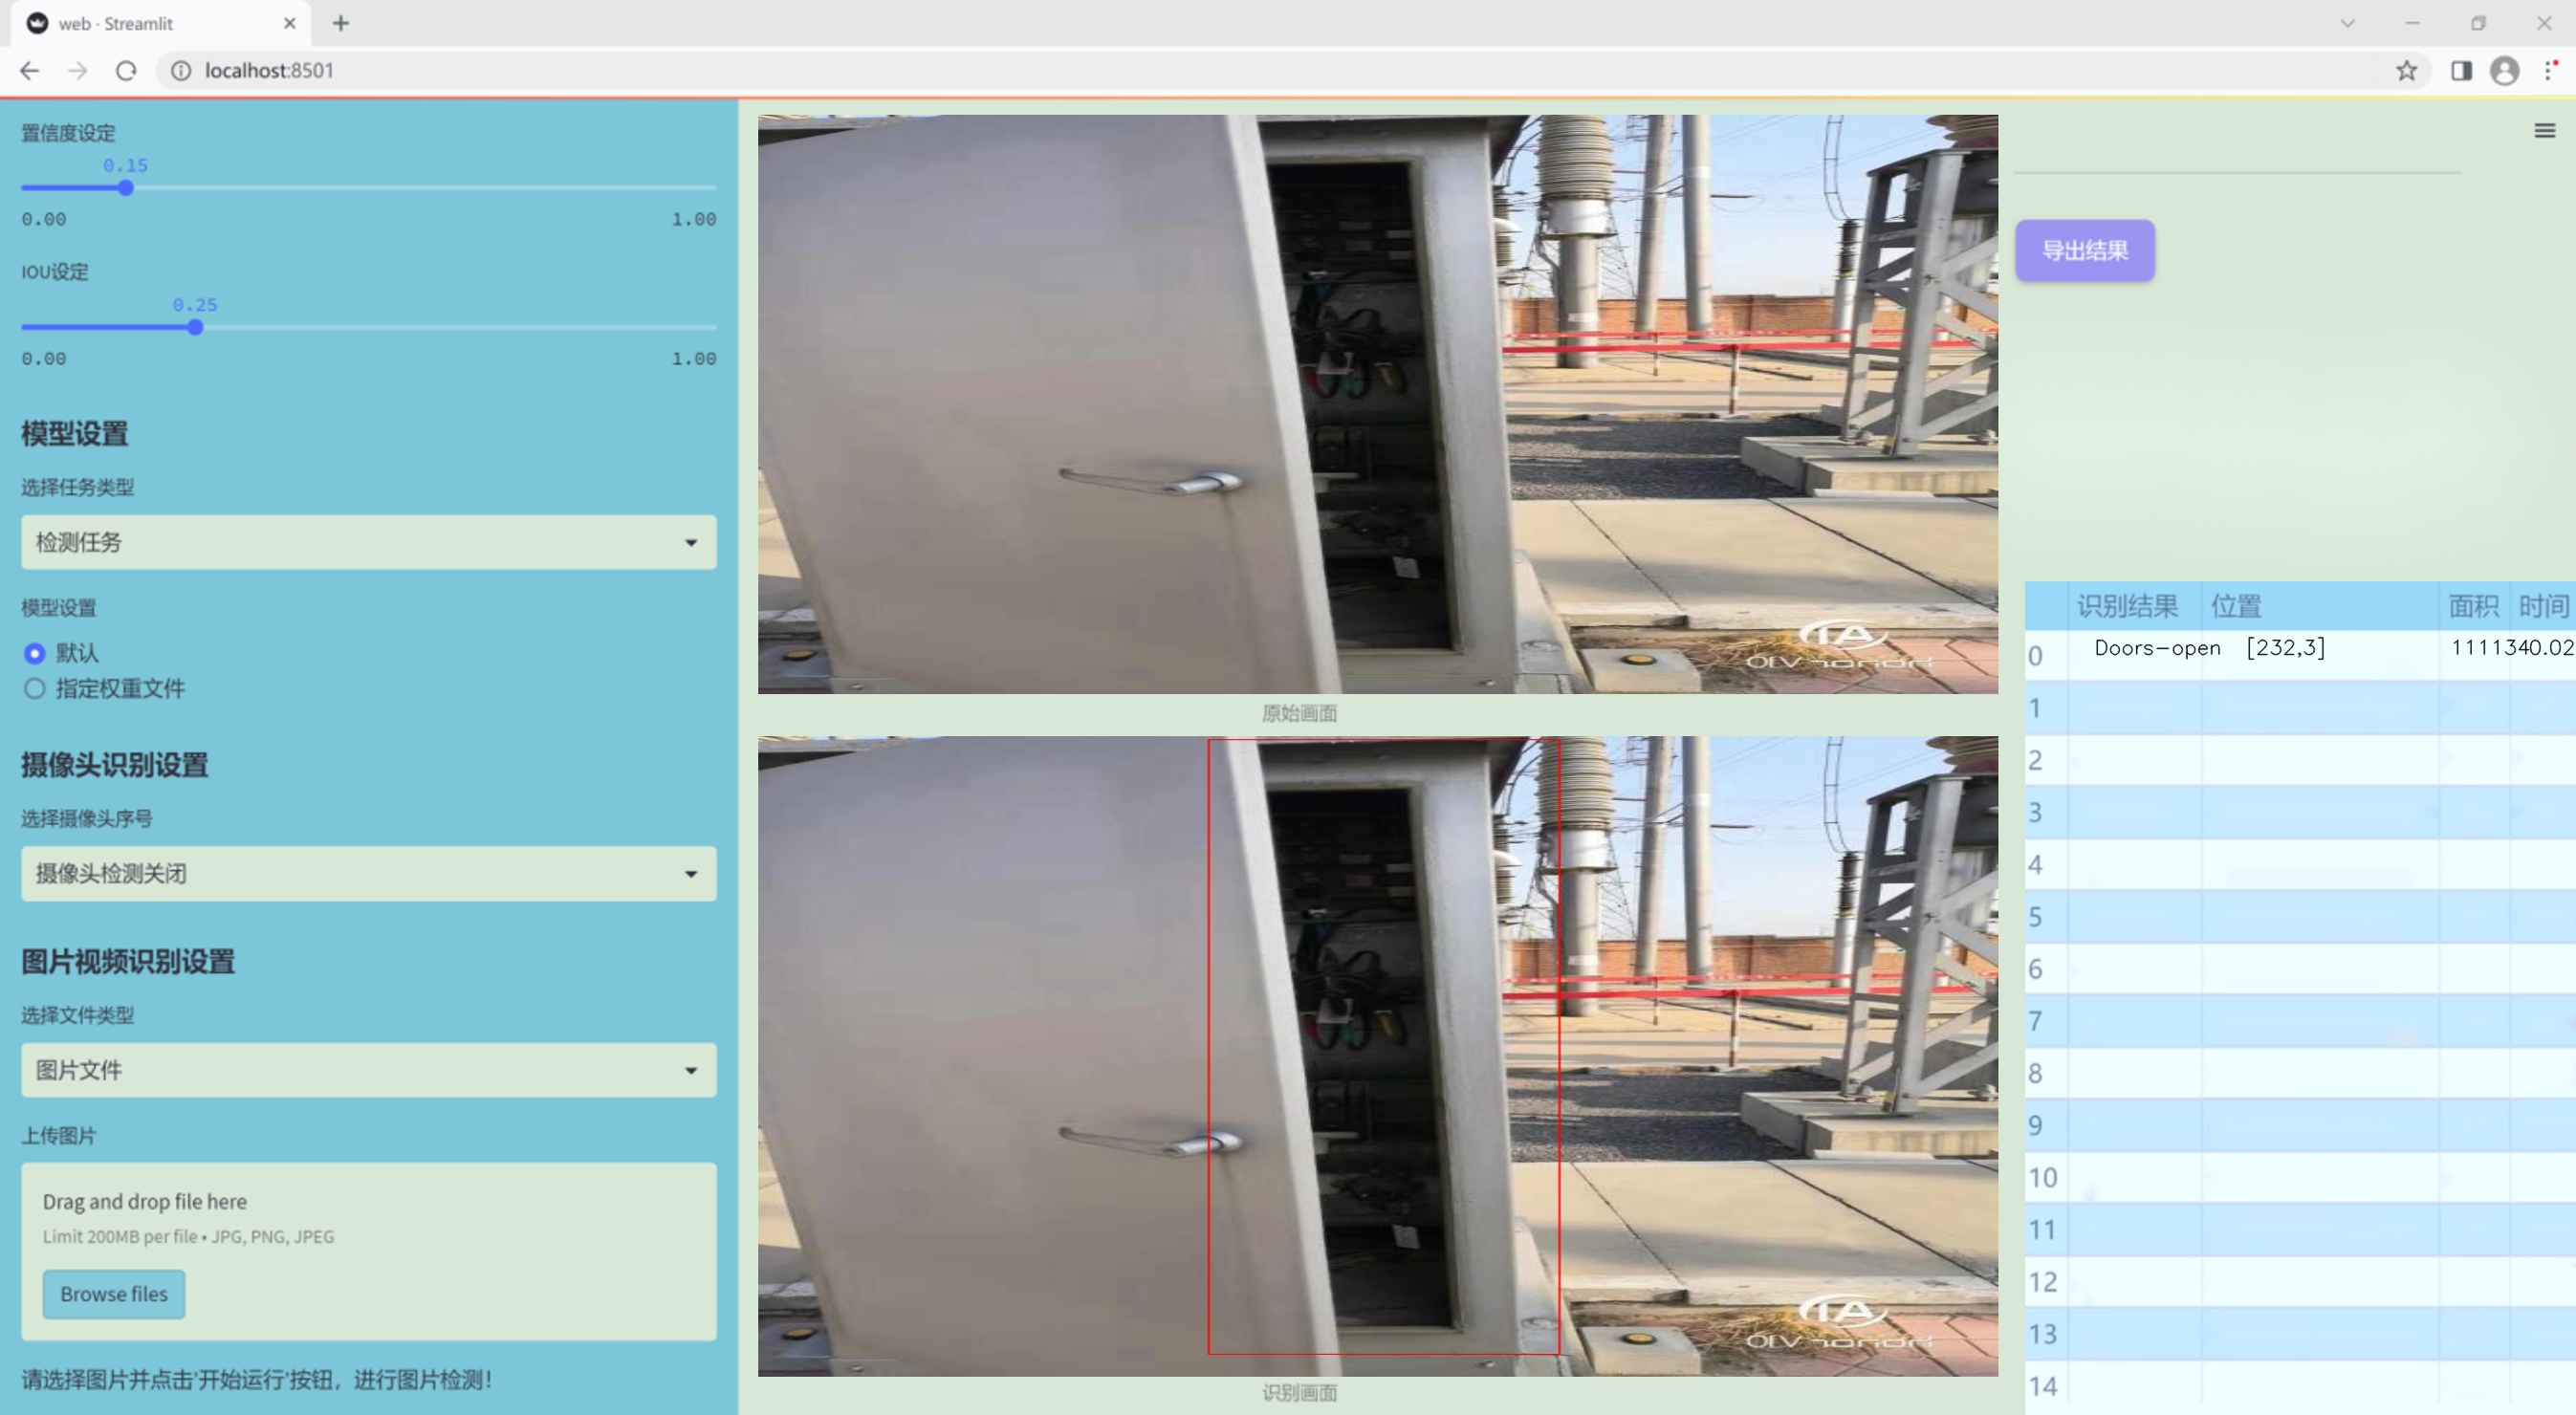 web · Streamlit
localhost:8501
置信度设定
0.15
0.00 1.00
IOU设定
0.25
0.00 1.00
模型设置
选择任务类型
检测任务
模型设置
默认
指定权重文件
摄像头识别设置
选择摄像头序号
摄像头检测关闭
图片视频识别设置
选择文件类型
图片文件
上传图片
Drag and drop file here
Limit 200MB per file • JPG, PNG, JPEG
Browse files
请选择图片并点击'开始运行'按钮，进行图片检测！
原始画面
识别画面
导出结果
识别结果 位置 面积 时间
0 Doors-open [232,3] 1111340.02
1
2
3
4
5
6
7
8
9
10
11
12
13
14